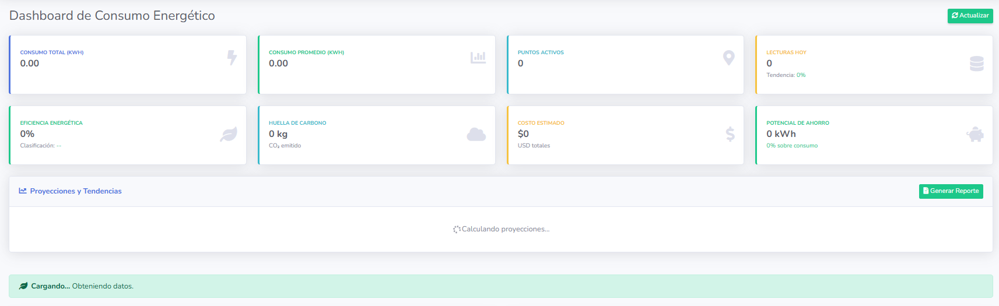 Dashboard de Consumo Energético
Actualizar
CONSUMO TOTAL (KWH)
0.00
CONSUMO PROMEDIO (KWH)
0.00
PUNTOS ACTIVOS
0
LECTURAS HOY
0
Tendencia: 0%
EFICIENCIA ENERGÉTICA
0%
Clasificación: --
HUELLA DE CARBONO
0 kg
CO₂ emitido
COSTO ESTIMADO
$0
USD totales
POTENCIAL DE AHORRO
0 kWh
0% sobre consumo
Proyecciones y Tendencias
Generar Reporte
Calculando proyecciones...
Cargando... Obteniendo datos.